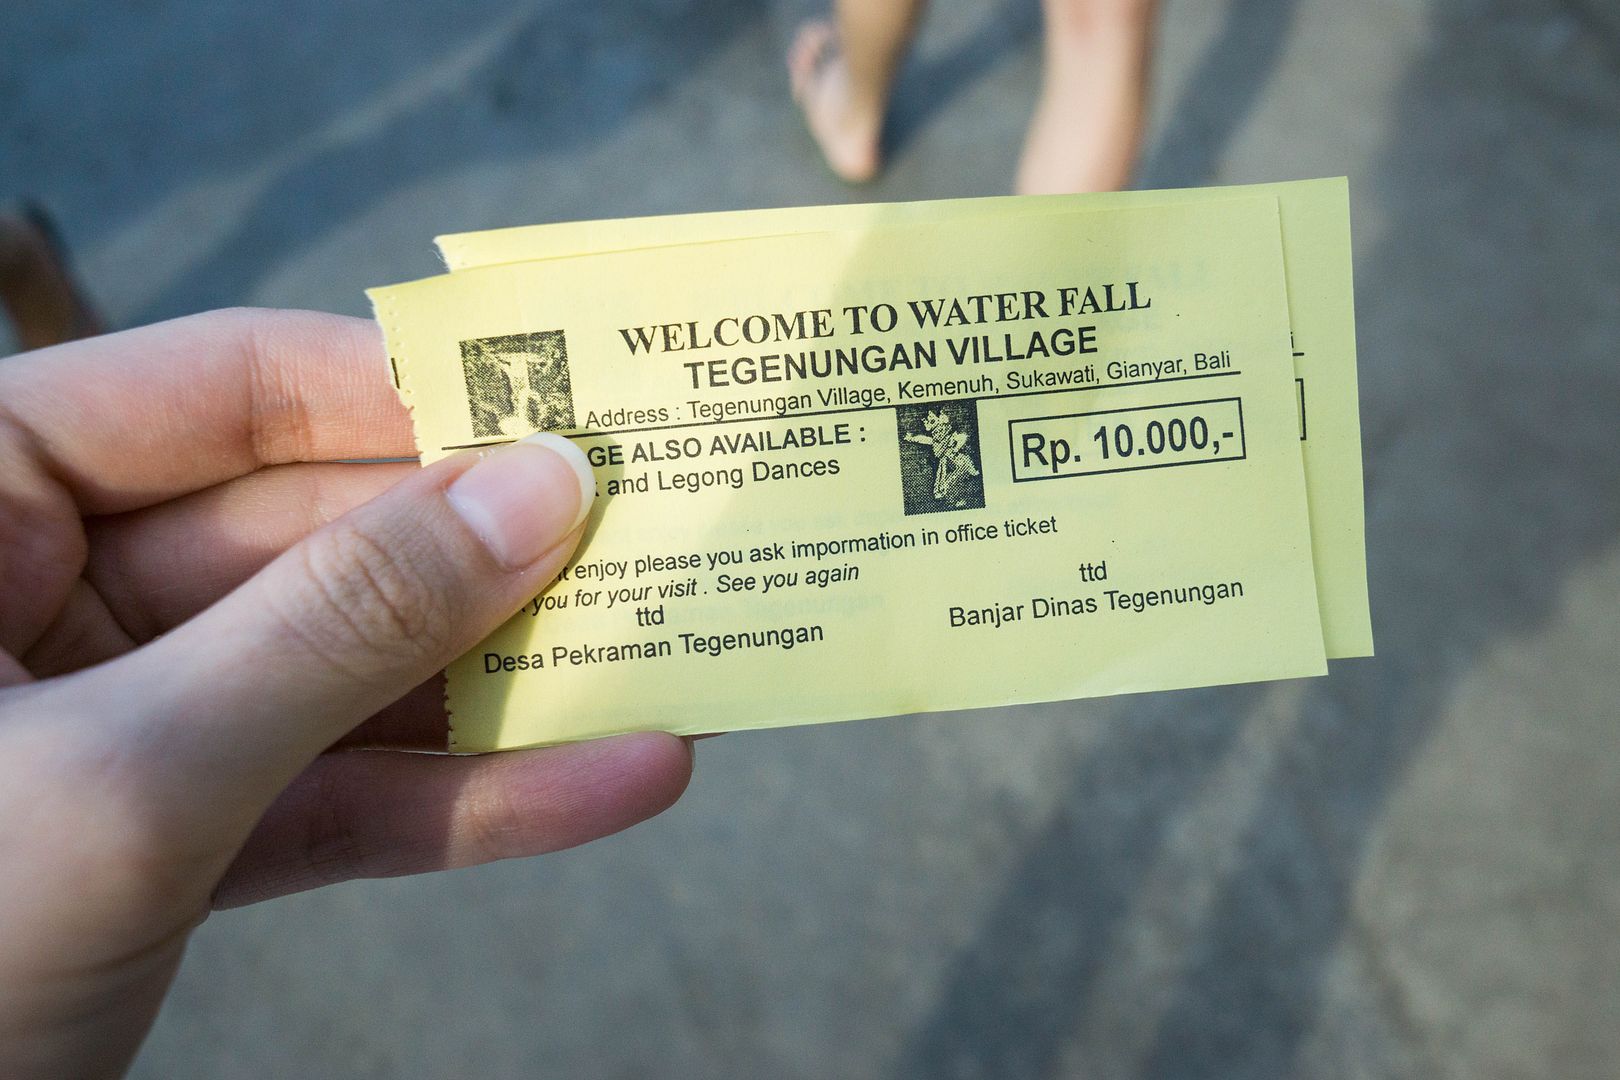 WELCOME TO WATER FALL
TEGENUNGAN VILLAGE
Address : Tegenungan Village, Kemenuh, Sukawati, Gianyar, Bali
ALSO AVAILABLE :
and Legong Dances
Rp. 10.000,-
enjoy please you ask impormation in office ticket
you for your visit . See you again
ttd
Desa Pekraman Tegenungan
ttd
Banjar Dinas Tegenungan